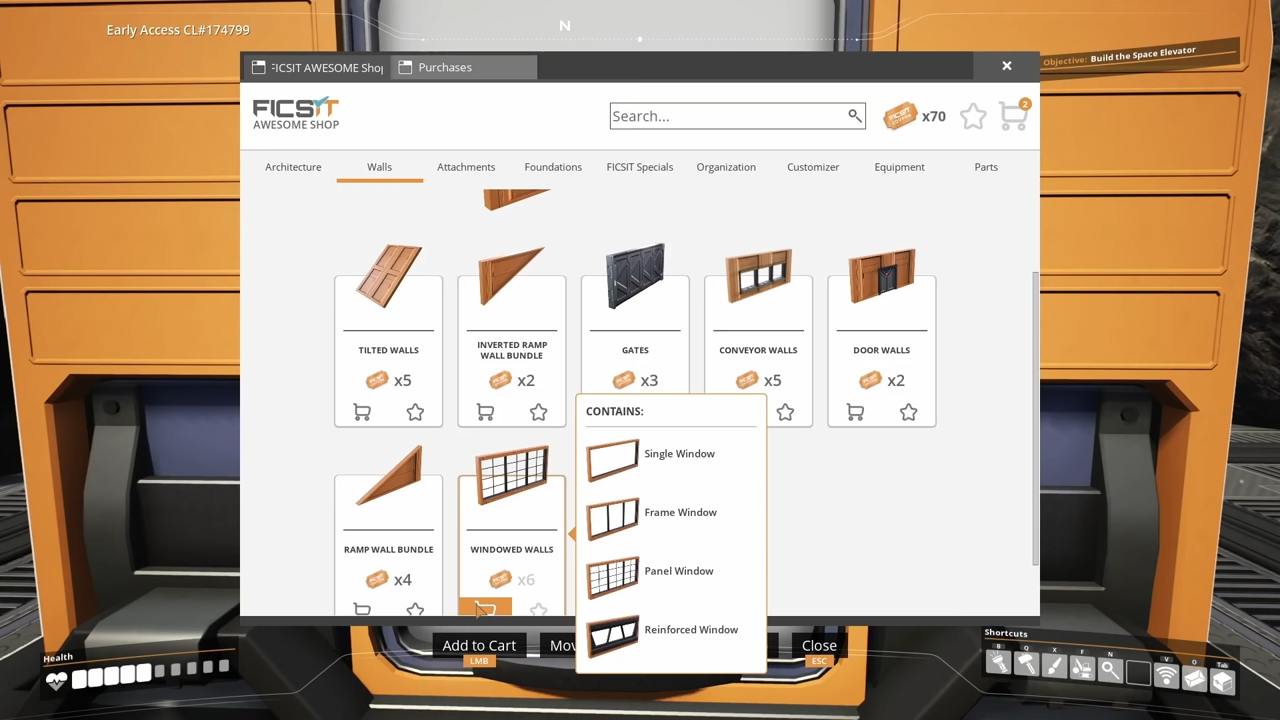 Early Access CL#174799
N
Objective: Build the Space Elevator
FICSIT AWESOME Shop
Purchases
FICSIT
AWESOME SHOP
Search...
x70
2
Architecture
Walls
Attachments
Foundations
FICSIT Specials
Organization
Customizer
Equipment
Parts
TILTED WALLS
x5
INVERTED RAMP
WALL BUNDLE
x2
GATES
x3
CONVEYOR WALLS
x5
DOOR WALLS
x2
RAMP WALL BUNDLE
x4
WINDOWED WALLS
x6
CONTAINS:
Single Window
Frame Window
Panel Window
Reinforced Window
Add to Cart
LMB
Mov
Close
ESC
Health
Shortcuts
B Q X F N V O Tab